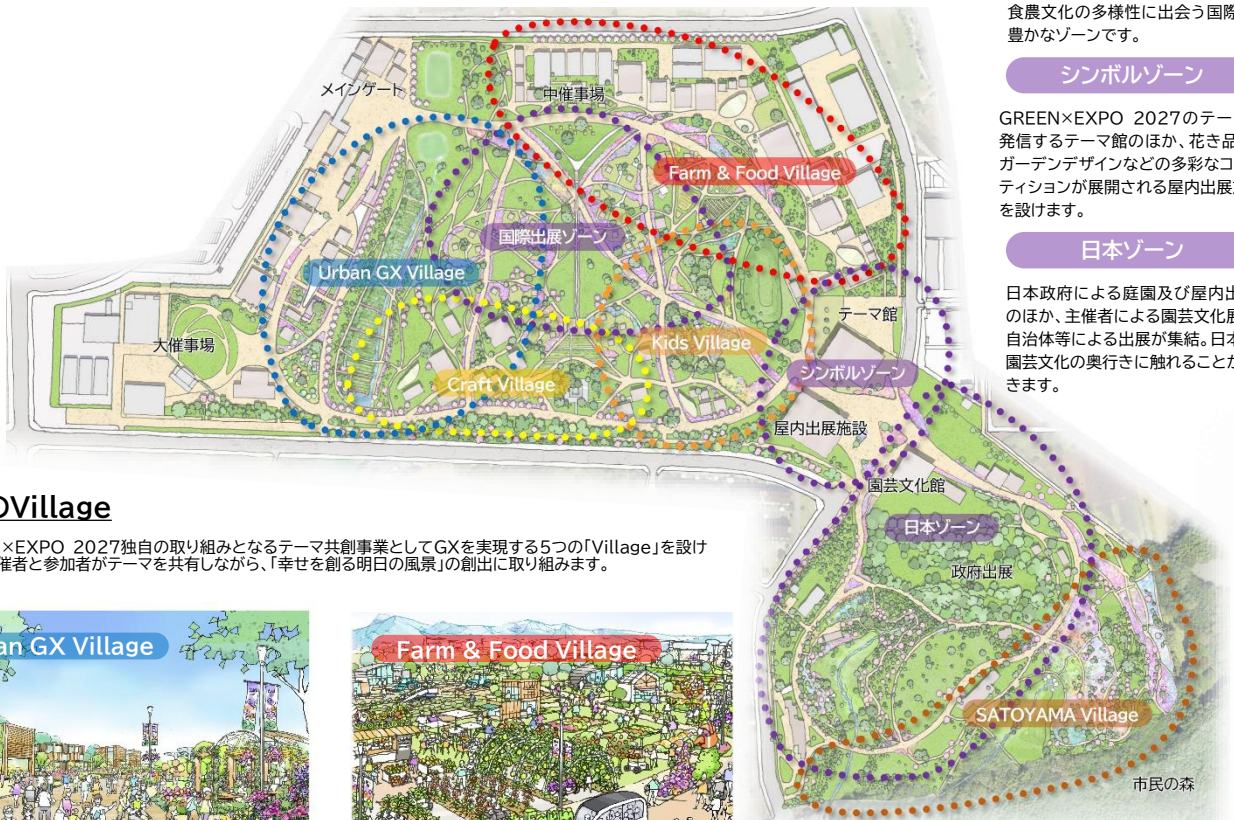 食農文化の多様性に出会う国際
豊かなゾーンです。
シンボルゾーン
GREEN×EXPO 2027のテー
発信するテーマ館のほか、花き品
ガーデンデザインなどの多彩なコ
ティションが展開される屋内出展
を設けます。
日本ゾーン
日本政府による庭園及び屋内出
のほか、主催者による園芸文化展
自治体等による出展が集結。日本
園芸文化の奥行きに触れることが
きます。
メインゲート
中催事場
Farm & Food Village
国際出展ゾーン
Urban GX Village
テーマ館
大催事場
Kids Village
シンボルゾーン
Craft Village
屋内出展施設
園芸文化館
日本ゾーン
政府出展
SATOYAMA Village
市民の森
Village
×EXPO 2027独自の取り組みとなるテーマ共創事業としてGXを実現する5つの「Village」を設け
催者と参加者がテーマを共有しながら、「幸せを創る明日の風景」の創出に取り組みます。
an GX Village
Farm & Food Village